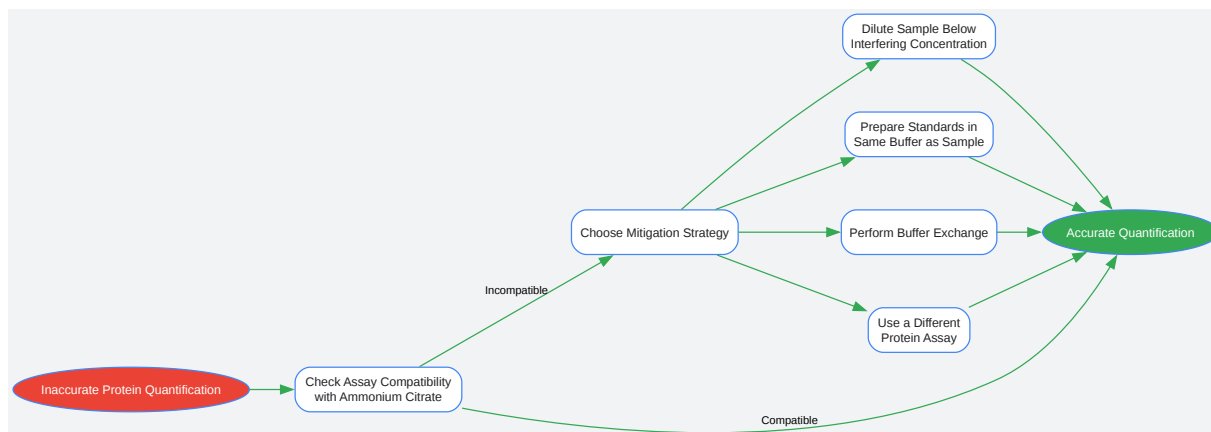 Dilute Sample Below
Interfering Concentration
Prepare Standards in
Same Buffer as Sample
Choose Mitigation Strategy
Perform Buffer Exchange
Accurate Quantification
Incompatible
Use a Different
Protein Assay
Inaccurate Protein Quantification
Check Assay Compatibility
with Ammonium Citrate
Compatible